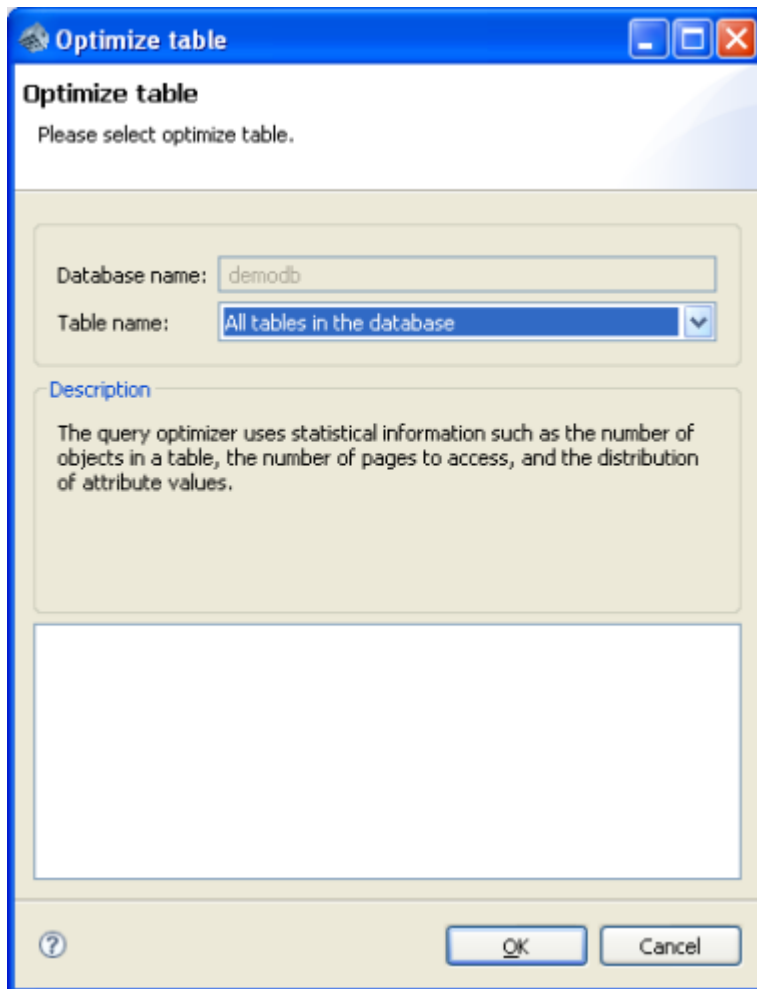 Optimize table
Optimize table
Please select optimize table.
Database name: demodb
Table name: All tables in the database
Description
The query optimizer uses statistical information such as the number of
objects in a table, the number of pages to access, and the distribution
of attribute values.
? OK Cancel